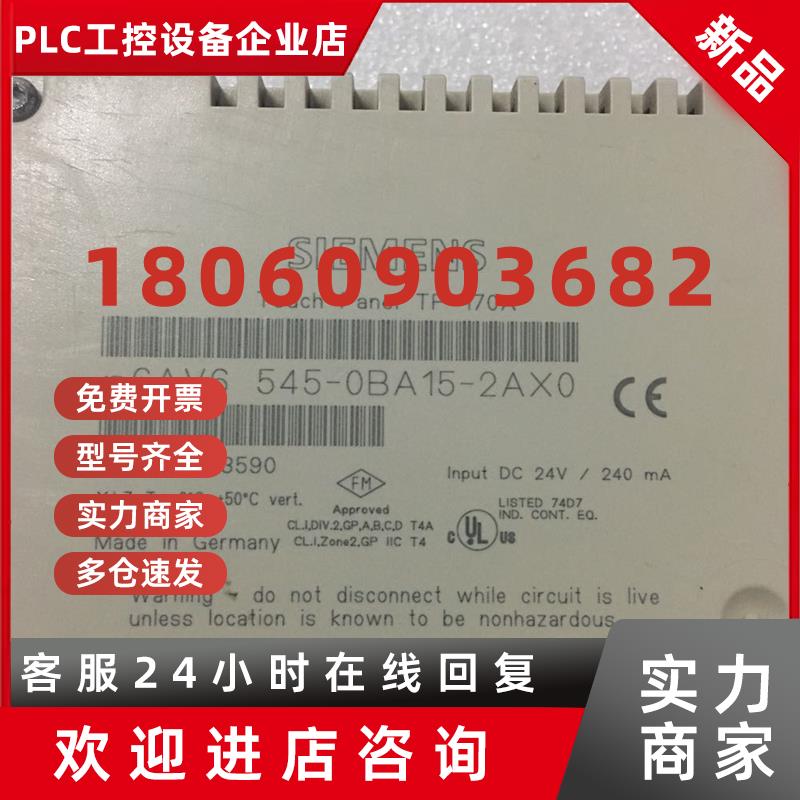 PLC工控设备企业店
新品
SIEMENS
18060903682
Touch Panel TP 170A
6AV6 545-0BA15-2AX0
CE
免费开票
型号齐全
3590
FM
Input DC 24V / 240 mA
+50°C vert.
Approved
LISTED 74D7
实力商家
CL.I,DIV.2,GP,A,B,C,D T4A
c UL us
IND. CONT. EQ.
Made in Germany
CL.I,Zone2,GP IIC T4
多仓速发
Warning - do not disconnect while circuit is live
unless location is known to be nonhazardous
客服24小时在线回复
实力
商家
欢迎进店咨询